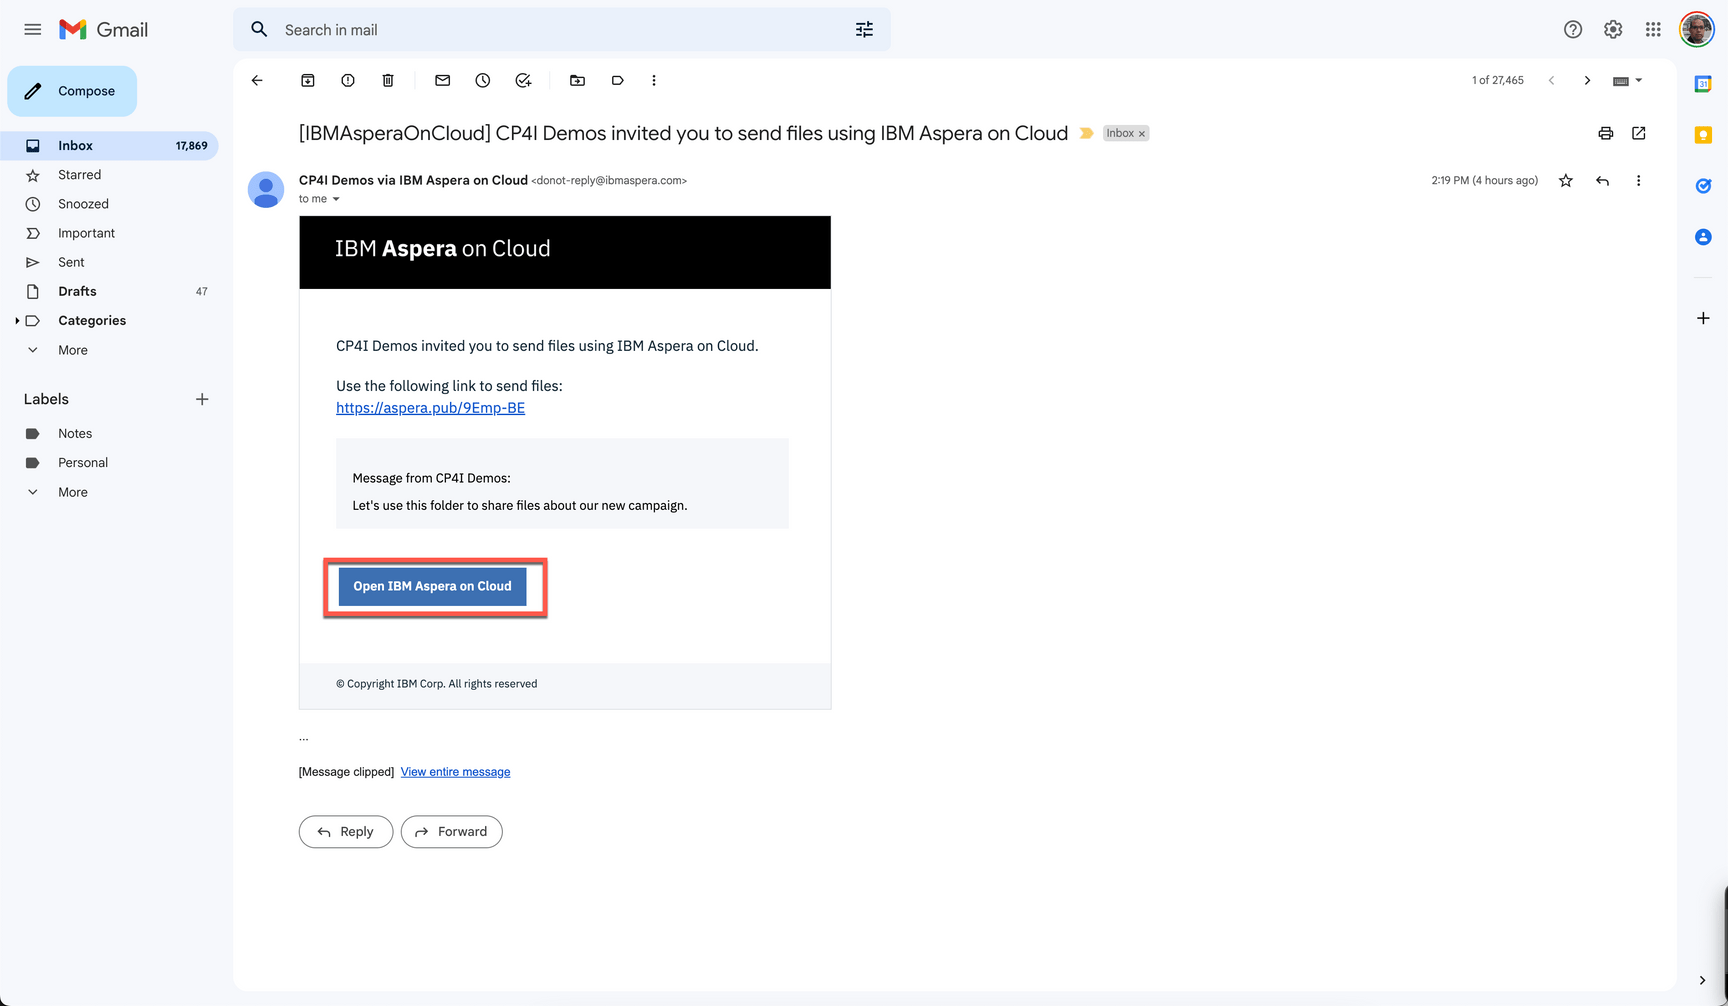 Gmail
Search in mail
Compose
Inbox 17,869
Starred
Snoozed
Important
Sent
Drafts 47
Categories
More
Labels
Notes
Personal
More
1 of 27,465
[IBMAsperaOnCloud] CP4I Demos invited you to send files using IBM Aspera on Cloud Inbox x
CP4I Demos via IBM Aspera on Cloud <donot-reply@ibmaspera.com> 2:19 PM (4 hours ago)
to me
IBM Aspera on Cloud
CP4I Demos invited you to send files using IBM Aspera on Cloud.
Use the following link to send files:
https://aspera.pub/9Emp-BE
Message from CP4I Demos:
Let's use this folder to share files about our new campaign.
Open IBM Aspera on Cloud
© Copyright IBM Corp. All rights reserved
...
[Message clipped] View entire message
Reply Forward
31